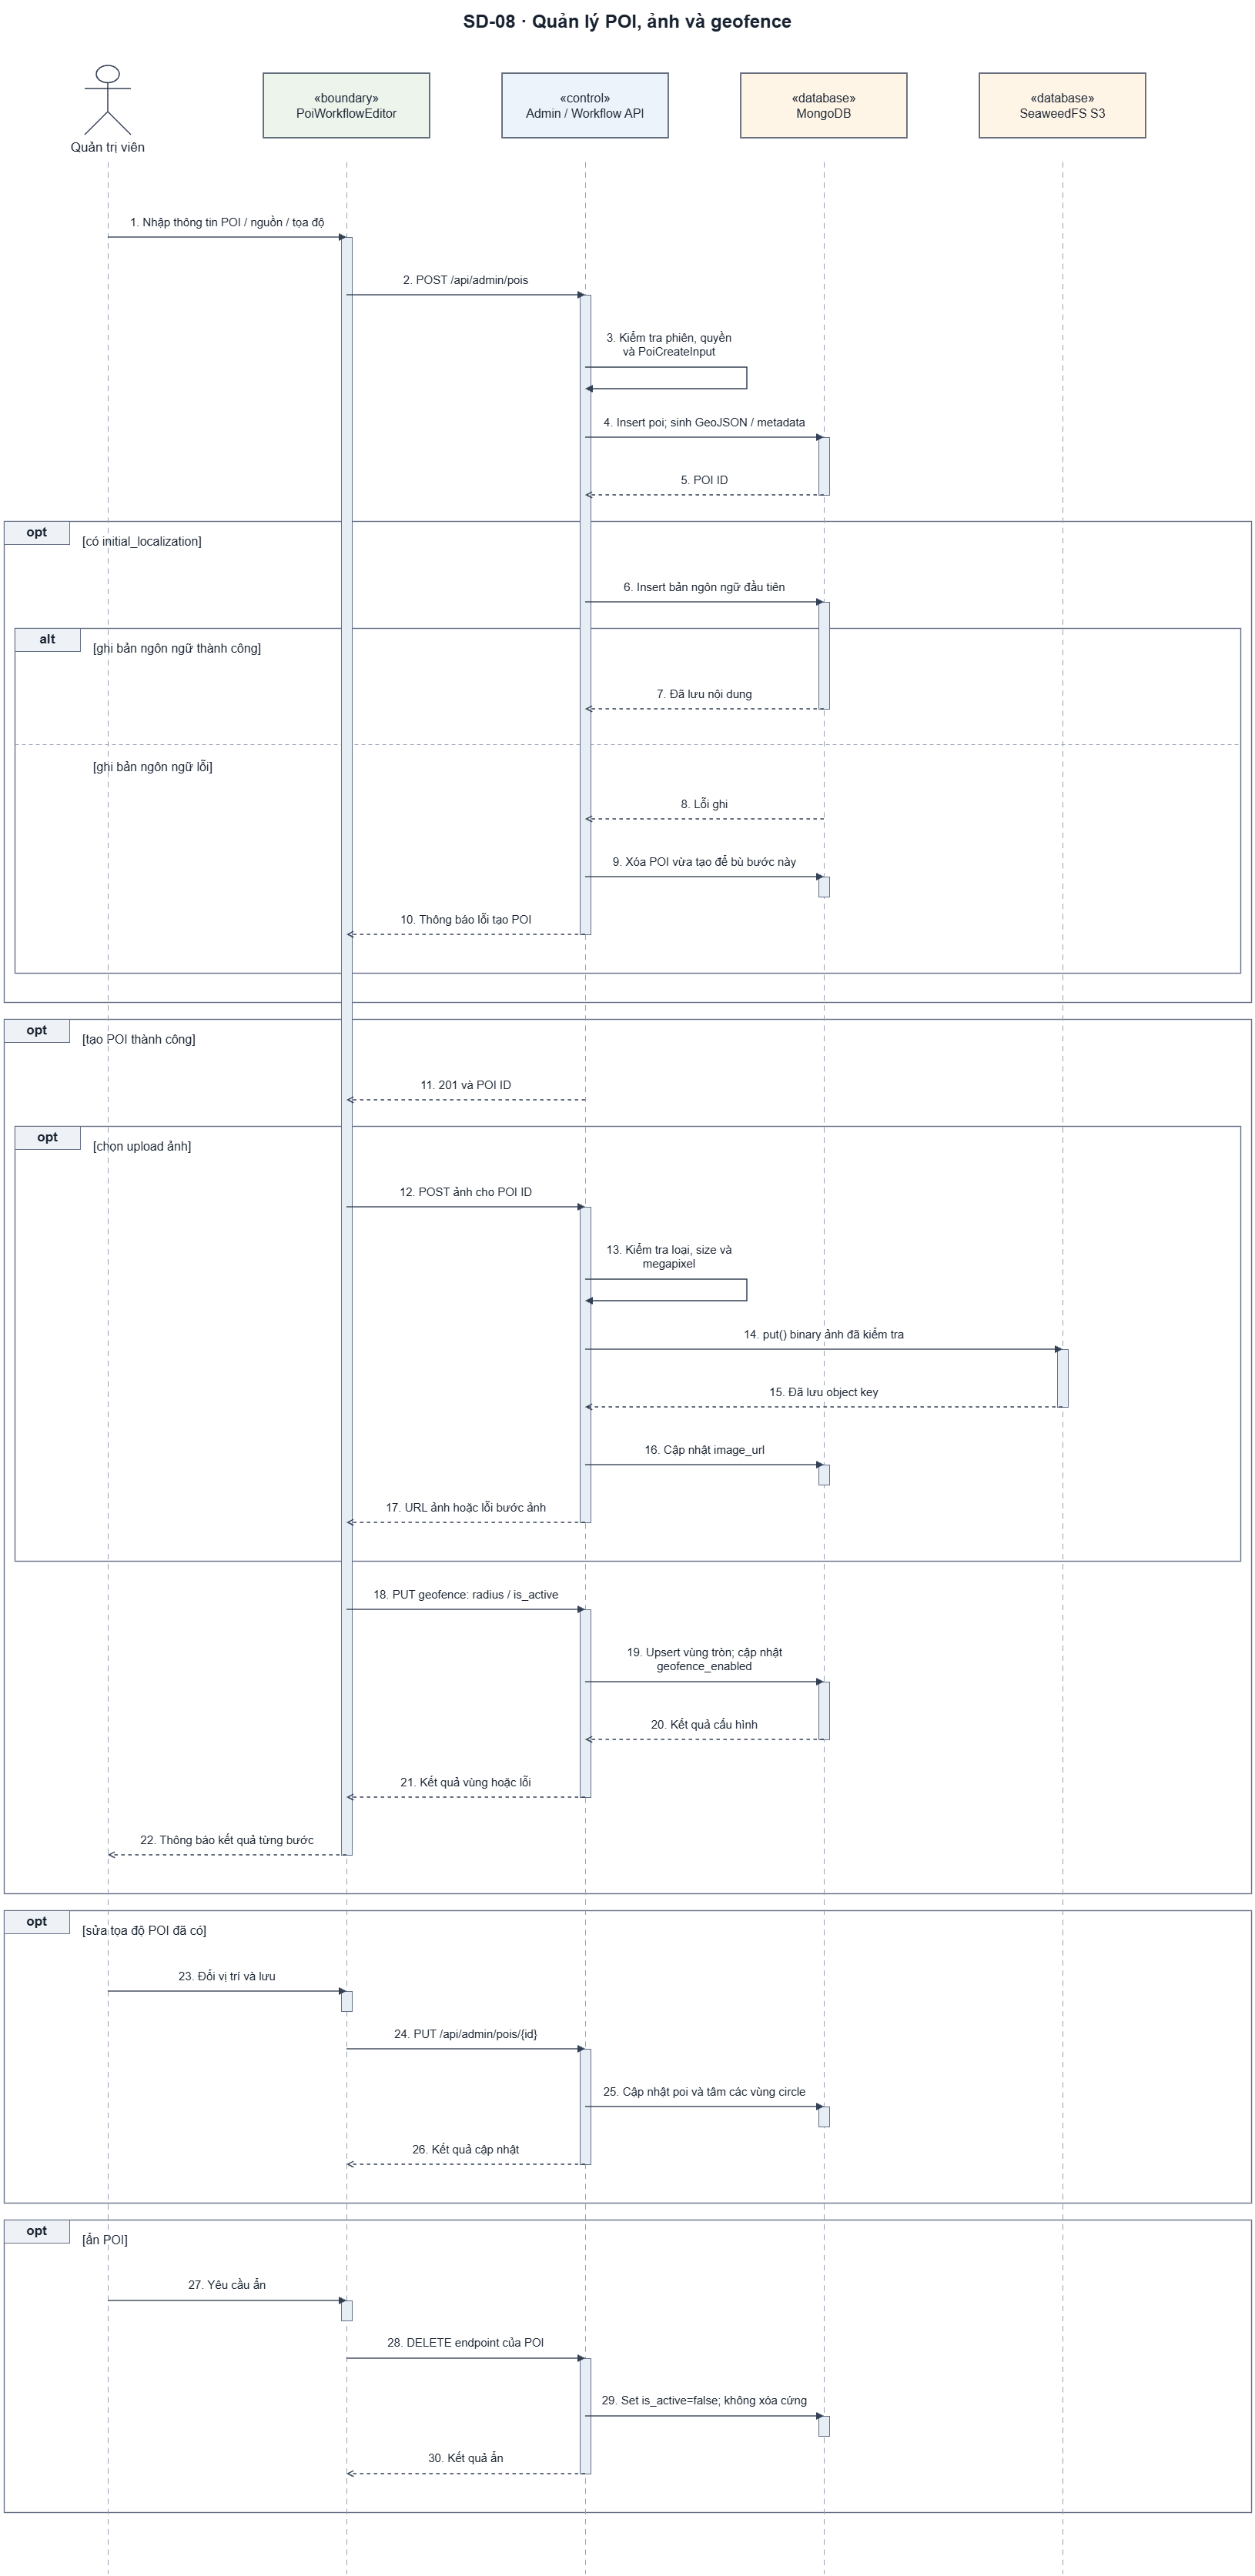 SD-08 · Quản lý POI, ảnh và geofence
Quản trị viên
«boundary»
PoiWorkflowEditor
«control»
Admin / Workflow API
«database»
MongoDB
«database»
SeaweedFS S3
1. Nhập thông tin POI / nguồn / tọa độ
2. POST /api/admin/pois
3. Kiểm tra phiên, quyền
và PoiCreateInput
4. Insert poi; sinh GeoJSON / metadata
5. POI ID
opt
[có initial_localization]
6. Insert bản ngôn ngữ đầu tiên
alt
[ghi bản ngôn ngữ thành công]
7. Đã lưu nội dung
[ghi bản ngôn ngữ lỗi]
8. Lỗi ghi
9. Xóa POI vừa tạo để bù bước này
10. Thông báo lỗi tạo POI
opt
[tạo POI thành công]
11. 201 và POI ID
opt
[chọn upload ảnh]
12. POST ảnh cho POI ID
13. Kiểm tra loại, size và
megapixel
14. put() binary ảnh đã kiểm tra
15. Đã lưu object key
16. Cập nhật image_url
17. URL ảnh hoặc lỗi bước ảnh
18. PUT geofence: radius / is_active
19. Upsert vùng tròn; cập nhật
geofence_enabled
20. Kết quả cấu hình
21. Kết quả vùng hoặc lỗi
22. Thông báo kết quả từng bước
opt
[sửa tọa độ POI đã có]
23. Đổi vị trí và lưu
24. PUT /api/admin/pois/{id}
25. Cập nhật poi và tâm các vùng circle
26. Kết quả cập nhật
opt
[ẩn POI]
27. Yêu cầu ẩn
28. DELETE endpoint của POI
29. Set is_active=false; không xóa cứng
30. Kết quả ẩn